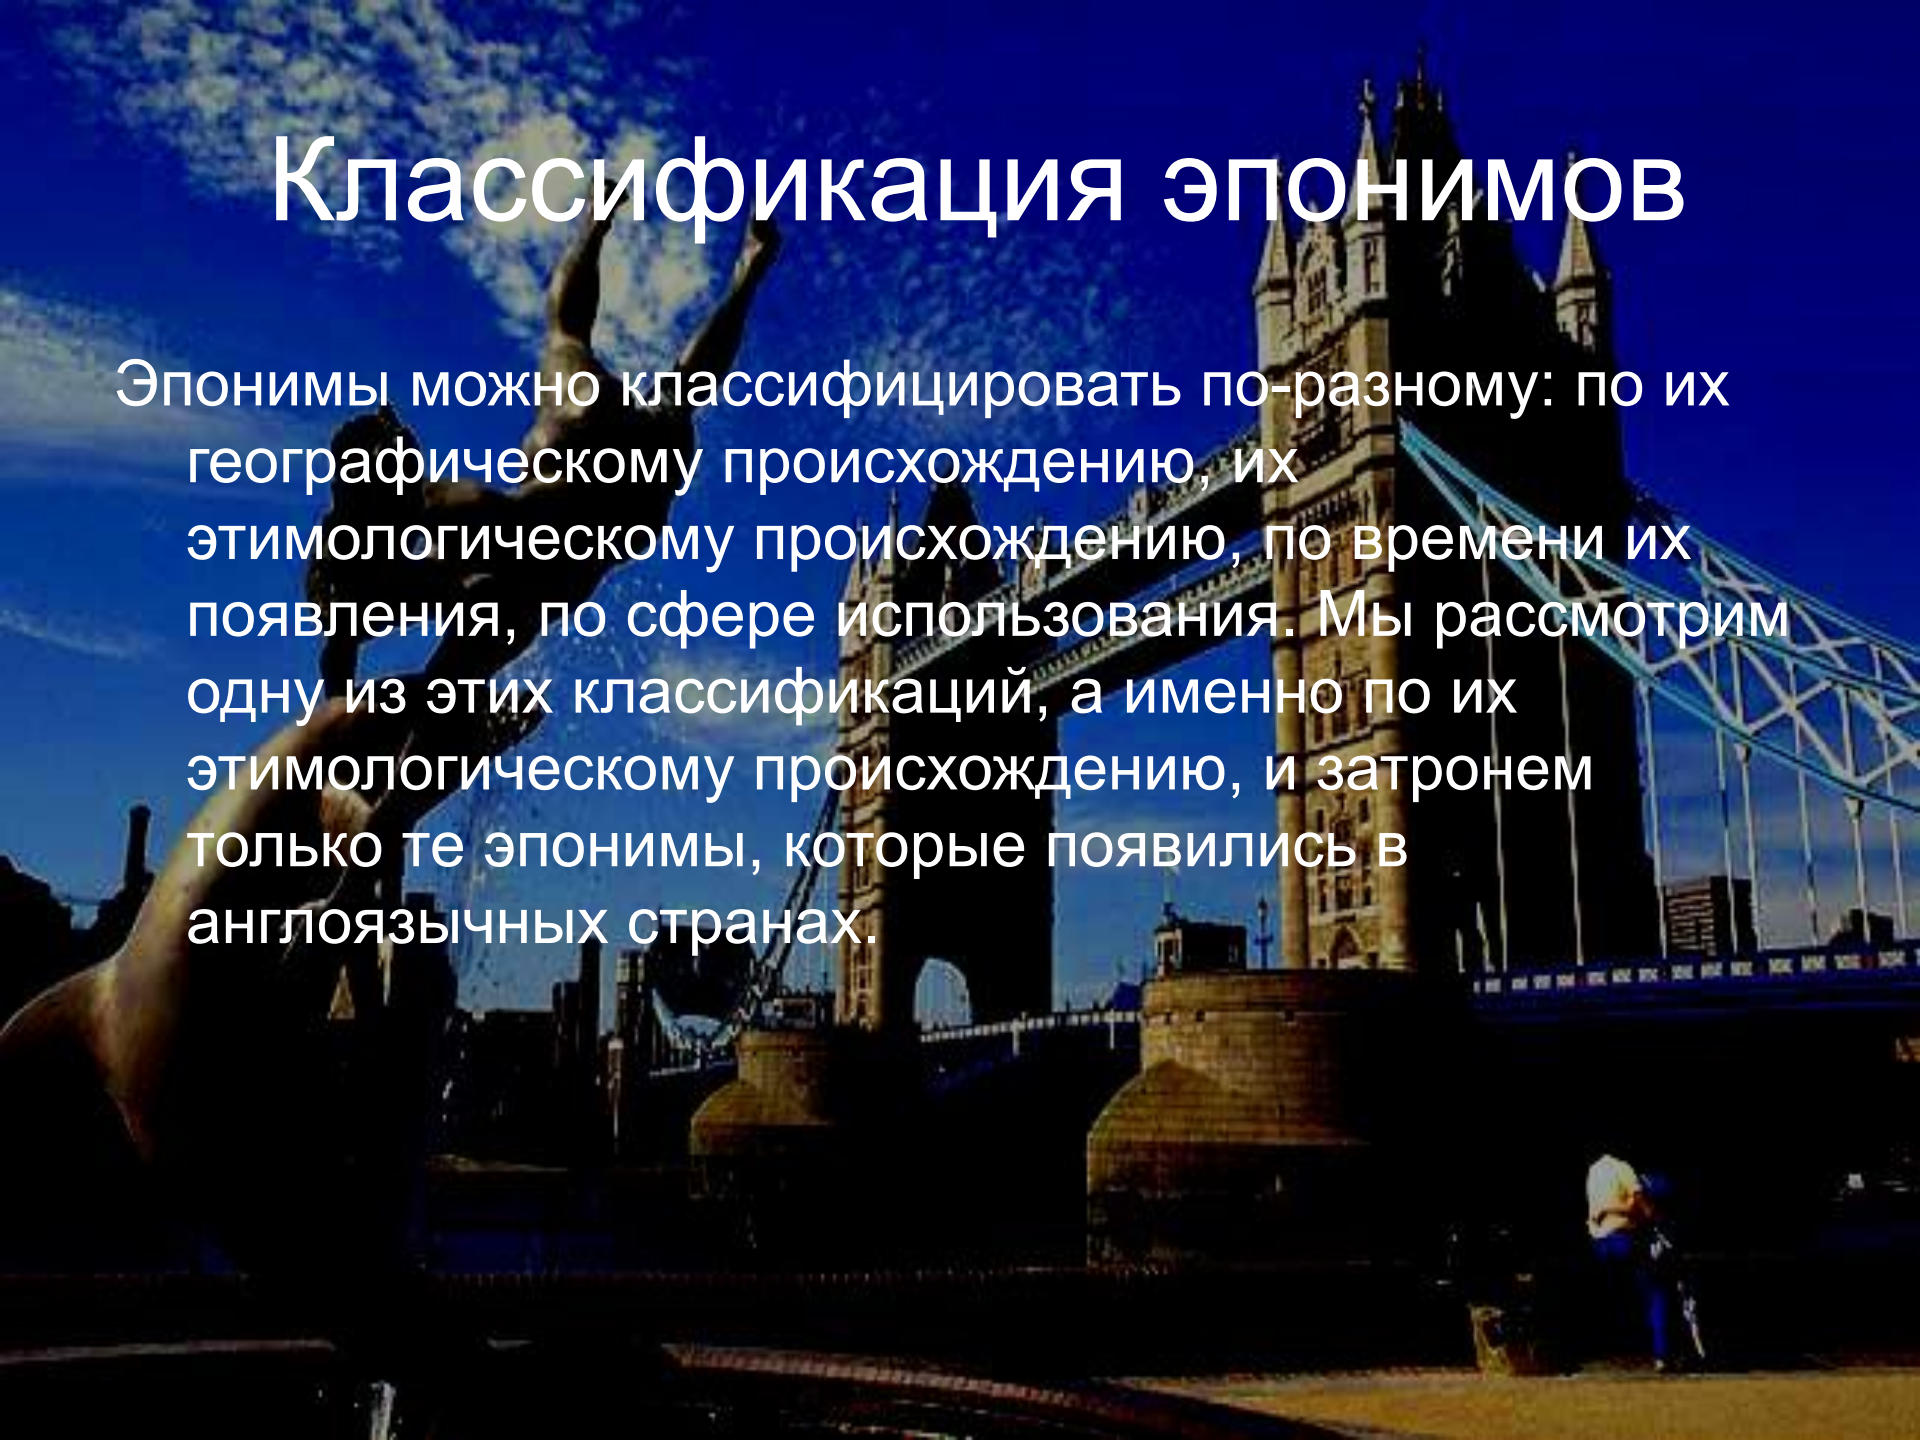 Классификация эпонимов
Эпонимы можно классифицировать по-разному: по их
географическому происхождению, их
этимологическому происхождению, по времени их
появления, по сфере использования. Мы рассмотрим
одну из этих классификаций, а именно по их
этимологическому происхождению, и затронем
только те эпонимы, которые появились в
англоязычных странах.